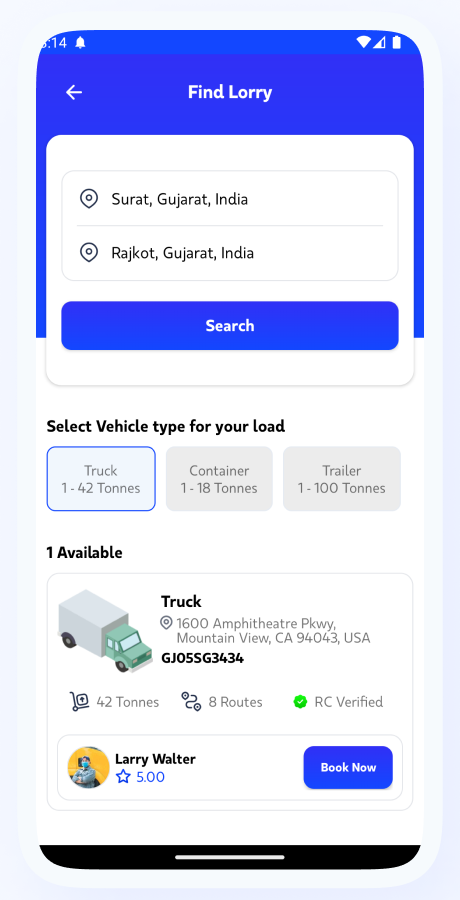 :14
Find Lorry
Surat, Gujarat, India
Rajkot, Gujarat, India
Search
Select Vehicle type for your load
Truck
1 - 42 Tonnes
Container
1 - 18 Tonnes
Trailer
1 - 100 Tonnes
1 Available
Truck
1600 Amphitheatre Pkwy,
Mountain View, CA 94043, USA
GJ05SG3434
42 Tonnes
8 Routes
RC Verified
Larry Walter
5.00
Book Now